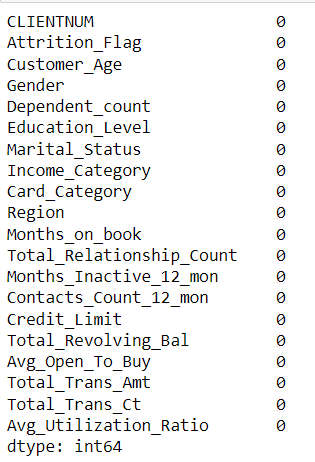 CLIENTNUM 0
Attrition_Flag 0
Customer_Age 0
Gender 0
Dependent_count 0
Education_Level 0
Marital_Status 0
Income_Category 0
Card_Category 0
Region 0
Months_on_book 0
Total_Relationship_Count 0
Months_Inactive_12_mon 0
Contacts_Count_12_mon 0
Credit_Limit 0
Total_Revolving_Bal 0
Avg_Open_To_Buy 0
Total_Trans_Amt 0
Total_Trans_Ct 0
Avg_Utilization_Ratio 0
dtype: int64